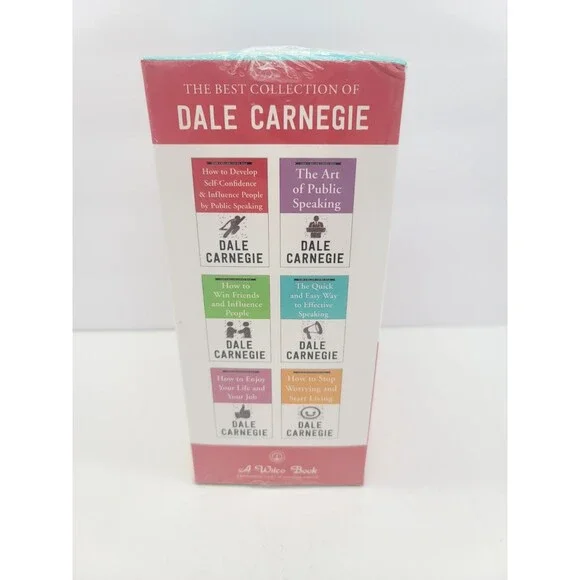 THE BEST COLLECTION OF
DALE CARNEGIE
How to Develop
Self-Confidence
& Influence People
by Public Speaking
DALE
CARNEGIE
The Art
of Public
Speaking
DALE
CARNEGIE
How to
Win Friends
and Influence
People
DALE
CARNEGIE
The Quick
and Easy Way
to Effective
Speaking
DALE
CARNEGIE
How to Enjoy
Your Life and
Your Job
DALE
CARNEGIE
How to Stop
Worrying and
Start Living
DALE
CARNEGIE
A Wilco Book